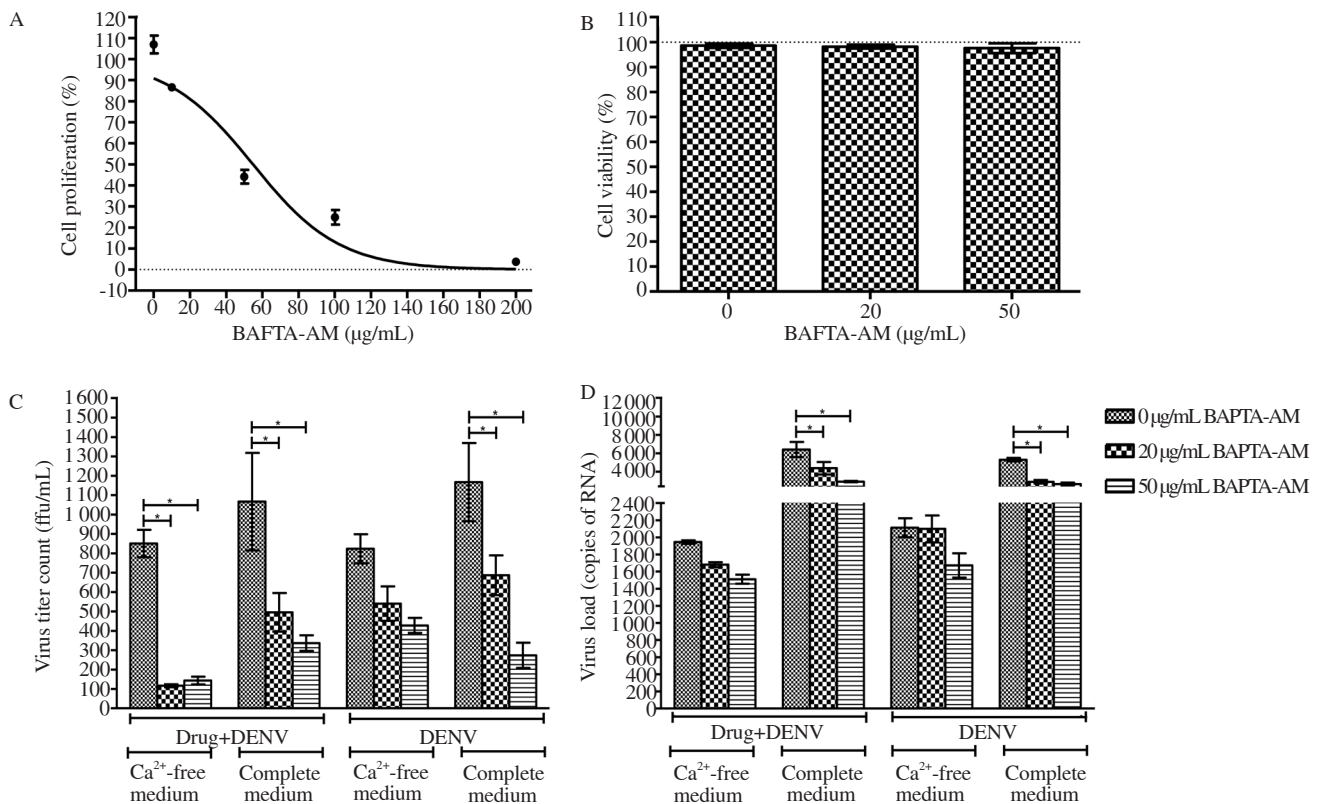 A
Cell proliferation (%)
120
110
100
90
80
70
60
50
40
30
20
10
0
-10
0 20 40 60 80 100 120 140 160 180 200
BAFTA-AM (µg/mL)
B
Cell viability (%)
110
100
90
80
70
60
50
40
30
20
10
0
0 20 50
BAFTA-AM (µg/mL)
C
Virus titer count (ffu/mL)
1 600
1 500
1 400
1 300
1 200
1 100
1 000
900
800
700
600
500
400
300
200
100
0
* * * * * *
Drug+DENV DENV
Ca²⁺-free Complete Ca²⁺-free Complete
medium medium medium medium
D
Virus load (copies of RNA)
12 000
10 000
8 000
6 000
4 000
2 400
2 200
2 000
1 800
1 600
1 400
1 200
1 000
800
600
400
200
0
* * * *
Drug+DENV DENV
Ca²⁺-free Complete Ca²⁺-free Complete
medium medium medium medium
0 µg/mL BAPTA-AM
20 µg/mL BAPTA-AM
50 µg/mL BAPTA-AM